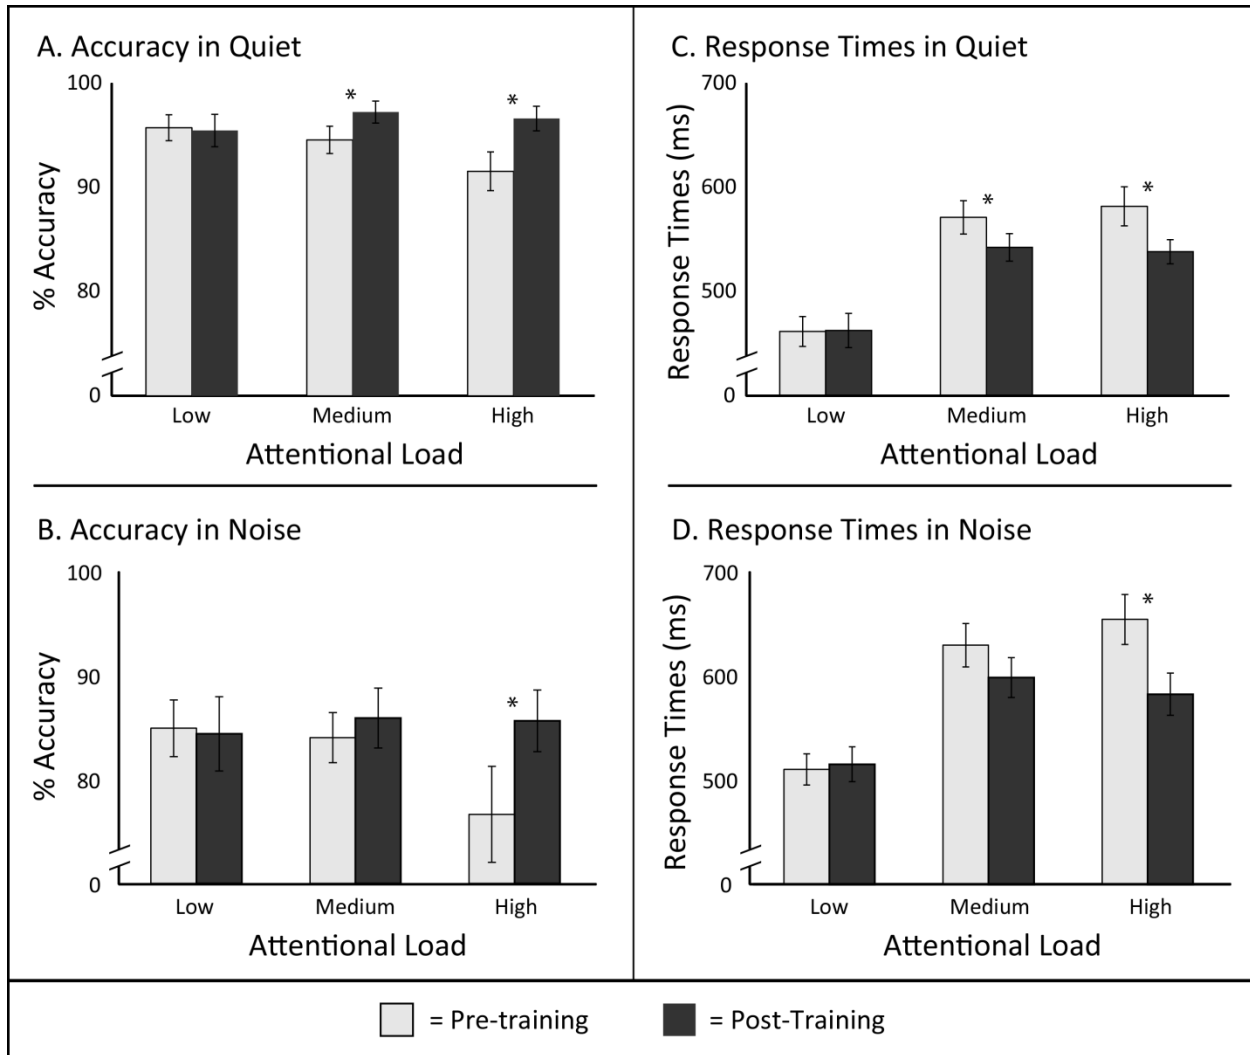 A. Accuracy in Quiet
100
90
80
0
% Accuracy
*
*
Low Medium High
Attentional Load
B. Accuracy in Noise
100
90
80
0
% Accuracy
*
Low Medium High
Attentional Load
C. Response Times in Quiet
700
600
500
0
Response Times (ms)
*
*
Low Medium High
Attentional Load
D. Response Times in Noise
700
600
500
0
Response Times (ms)
*
Low Medium High
Attentional Load
= Pre-training = Post-Training